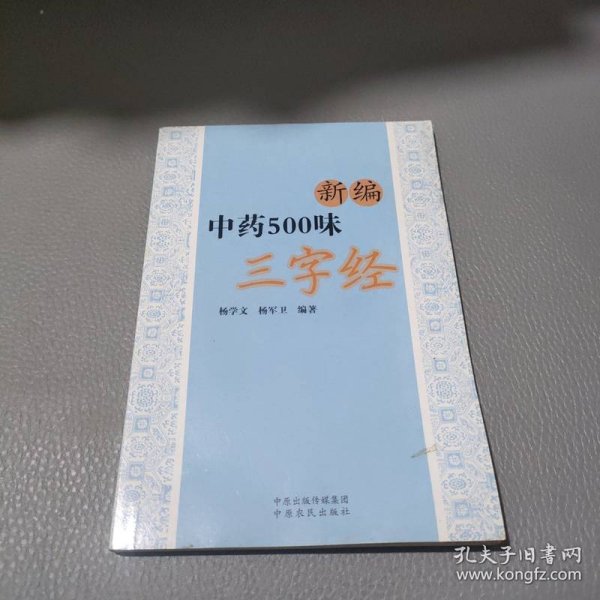 新编
中药500味
三字经
杨学文 杨军卫 编著
中原出版传媒集团
中原农民出版社
孔夫子旧书网
www.kongfz.com